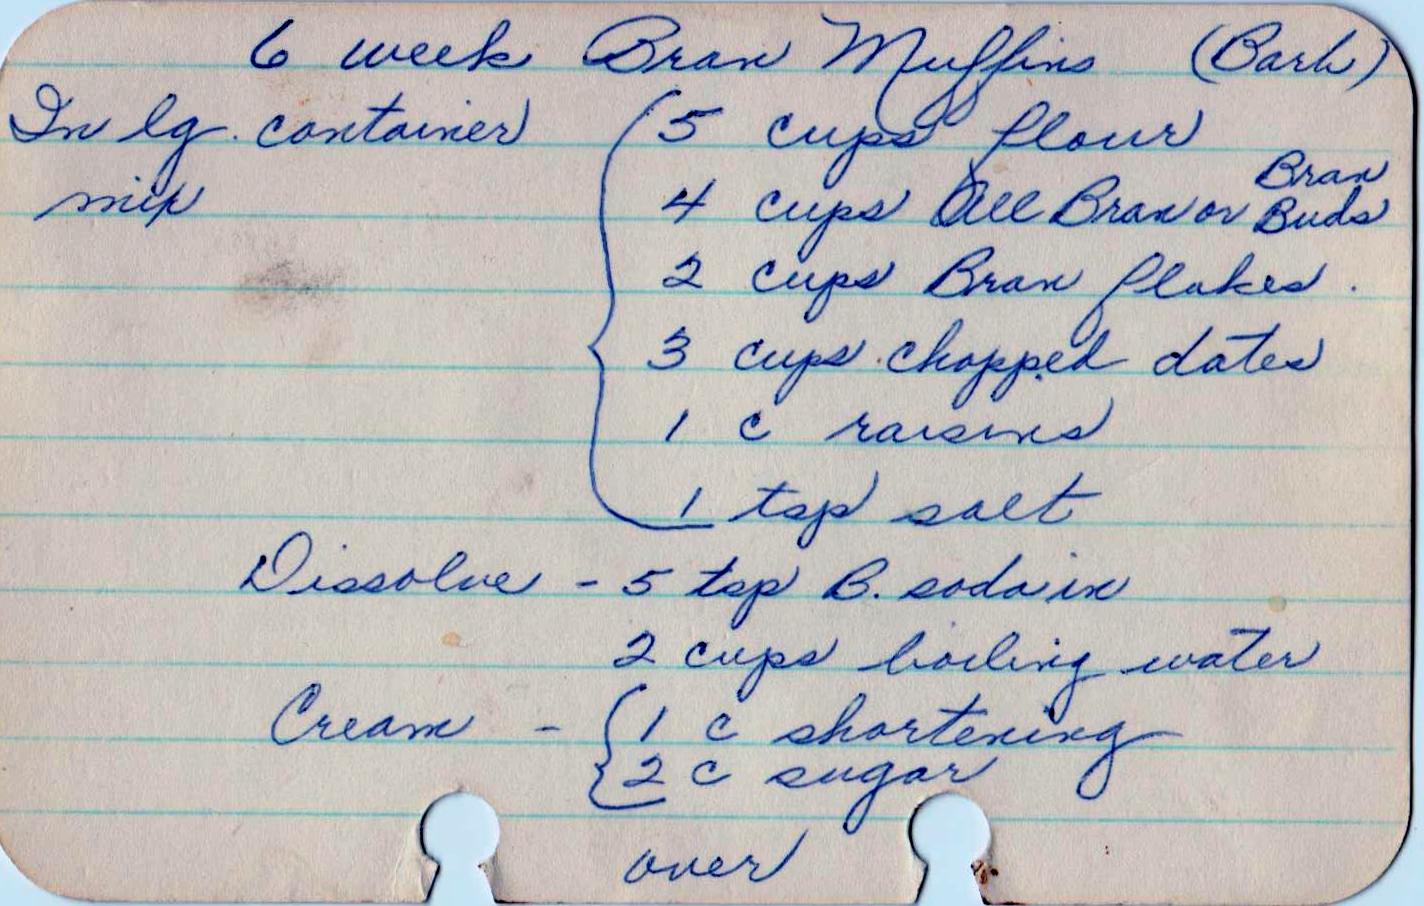 6 week Bran Muffins (Barb)
In lg. container
mix
5 cups flour
4 cups All Bran or Bran Buds
2 cups Bran flakes.
3 cups chopped dates
1 c raisins
1 tsp salt
Dissolve - 5 tsp B. soda in
2 cups boiling water
Cream - 1 c shortening
2 c sugar
over